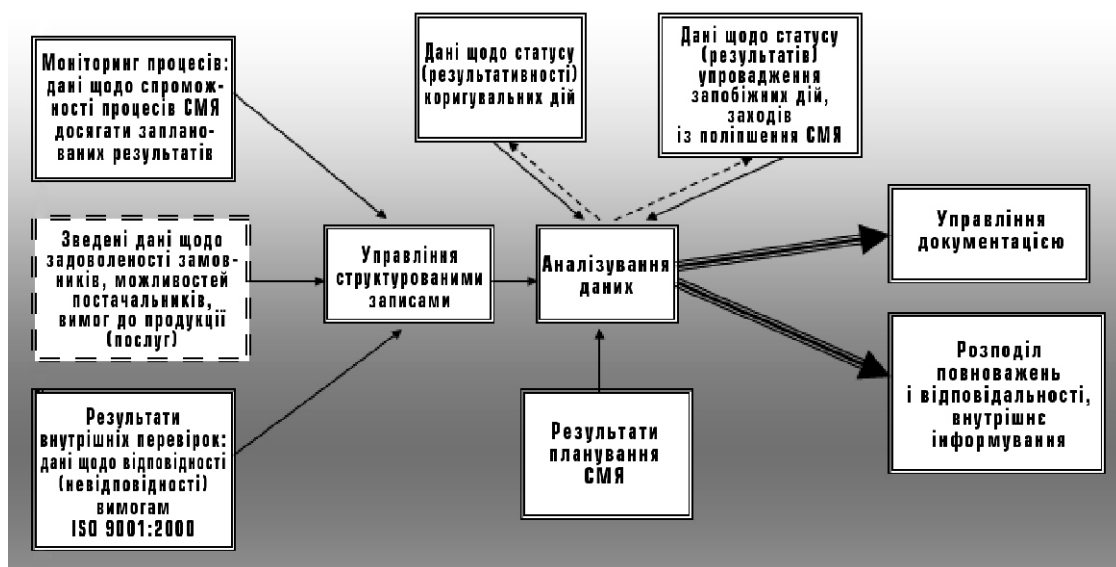 Моніторинг процесів:
дані щодо спромож-
ності процесів СМЯ
досягати заплано-
ваних результатів
Дані щодо статусу
(результативності)
коригувальних дій
Дані щодо статусу
(результатів)
упровадження
запобіжних дій,
заходів
із поліпшення СМЯ
Зведені дані щодо
задоволеності замов-
ників, можливостей
постачальників,
вимог до продукції
(послуг)
Управління
структурованими
записами
Аналізування
даних
Управління
документацією
Розподіл
повноважень
і відповідальності,
внутрішнє
інформування
Результати
внутрішніх перевірок:
дані щодо відповідності
(невідповідності)
вимогам
ISO 9001:2000
Результати
планування
СМЯ